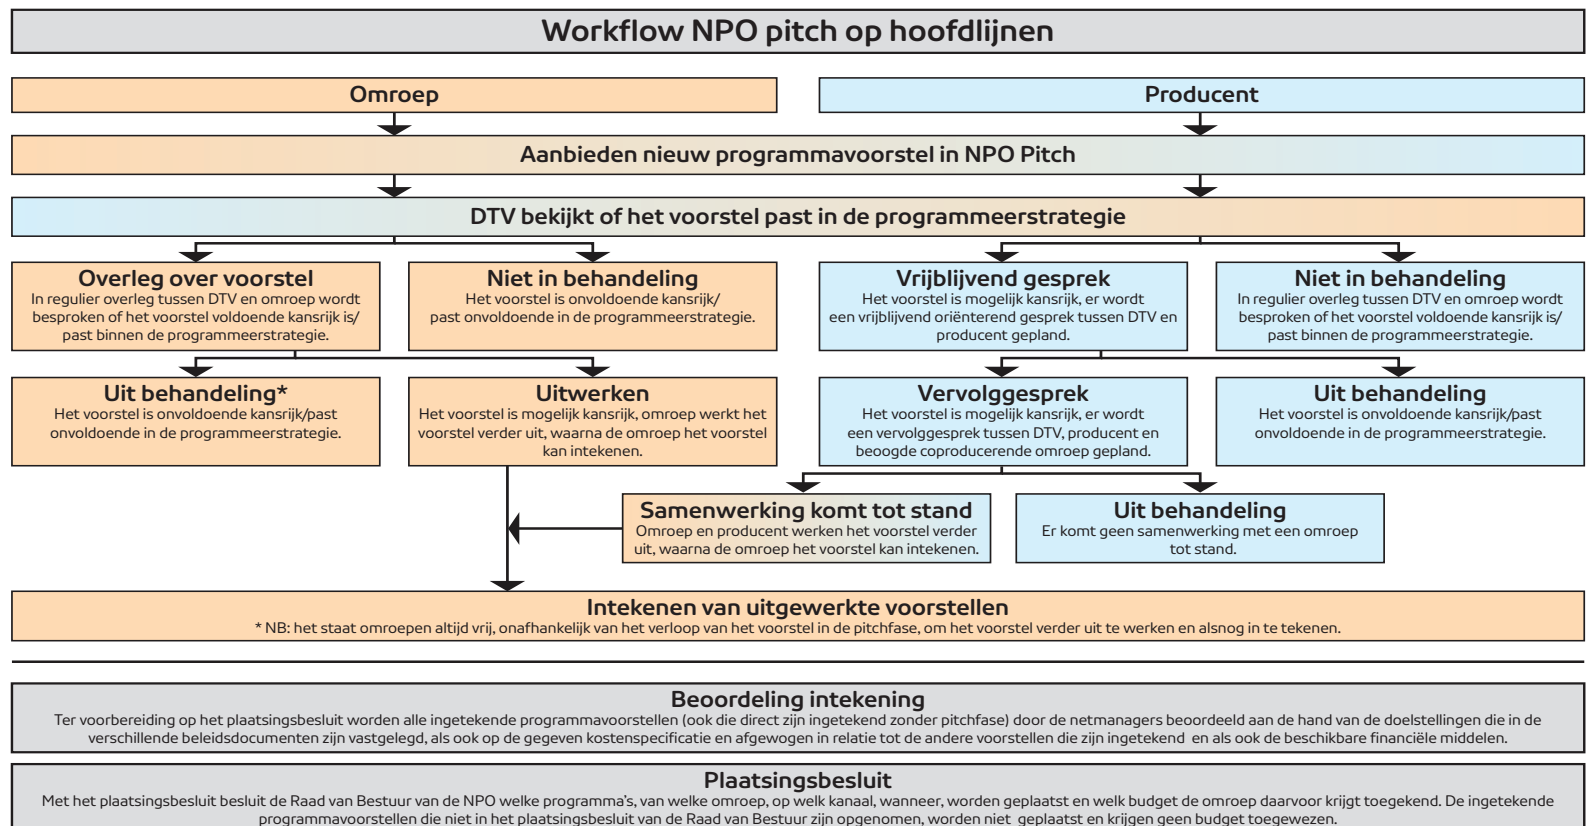 Workflow NPO pitch op hoofdlijnen
Omroep
Producent
Aanbieden nieuw programmavoorstel in NPO Pitch
DTV bekijkt of het voorstel past in de programmeerstrategie
Overleg over voorstel
In regulier overleg tussen DTV en omroep wordt
besproken of het voorstel voldoende kansrijk is/
past binnen de programmeerstrategie.
Niet in behandeling
Het voorstel is onvoldoende kansrijk/
past onvoldoende in de programmeerstrategie.
Vrijblijvend gesprek
Het voorstel is mogelijk kansrijk, er wordt
een vrijblijvend oriënterend gesprek tussen DTV en
producent gepland.
Niet in behandeling
In regulier overleg tussen DTV en omroep wordt
besproken of het voorstel voldoende kansrijk is/
past binnen de programmeerstrategie.
Uit behandeling*
Het voorstel is onvoldoende kansrijk/past
onvoldoende in de programmeerstrategie.
Uitwerken
Het voorstel is mogelijk kansrijk, omroep werkt het
voorstel verder uit, waarna de omroep het voorstel
kan intekenen.
Vervolggesprek
Het voorstel is mogelijk kansrijk, er wordt
een vervolggesprek tussen DTV, producent en
beoogde coproducerende omroep gepland.
Uit behandeling
Het voorstel is onvoldoende kansrijk/past
onvoldoende in de programmeerstrategie.
Samenwerking komt tot stand
Omroep en producent werken het voorstel verder
uit, waarna de omroep het voorstel kan intekenen.
Uit behandeling
Er komt geen samenwerking met een omroep
tot stand.
Intekenen van uitgewerkte voorstellen
* NB: het staat omroepen altijd vrij, onafhankelijk van het verloop van het voorstel in de pitchfase, om het voorstel verder uit te werken en alsnog in te tekenen.
Beoordeling intekening
Ter voorbereiding op het plaatsingsbesluit worden alle ingetekende programmavoorstellen (ook die direct zijn ingetekend zonder pitchfase) door de netmanagers beoordeeld aan de hand van de doelstellingen die in de
verschillende beleidsdocumenten zijn vastgelegd, als ook op de gegeven kostenspecificatie en afgewogen in relatie tot de andere voorstellen die zijn ingetekend en als ook de beschikbare financiële middelen.
Plaatsingsbesluit
Met het plaatsingsbesluit besluit de Raad van Bestuur van de NPO welke programma's, van welke omroep, op welk kanaal, wanneer, worden geplaatst en welk budget de omroep daarvoor krijgt toegekend. De ingetekende
programmavoorstellen die niet in het plaatsingsbesluit van de Raad van Bestuur zijn opgenomen, worden niet geplaatst en krijgen geen budget toegewezen.